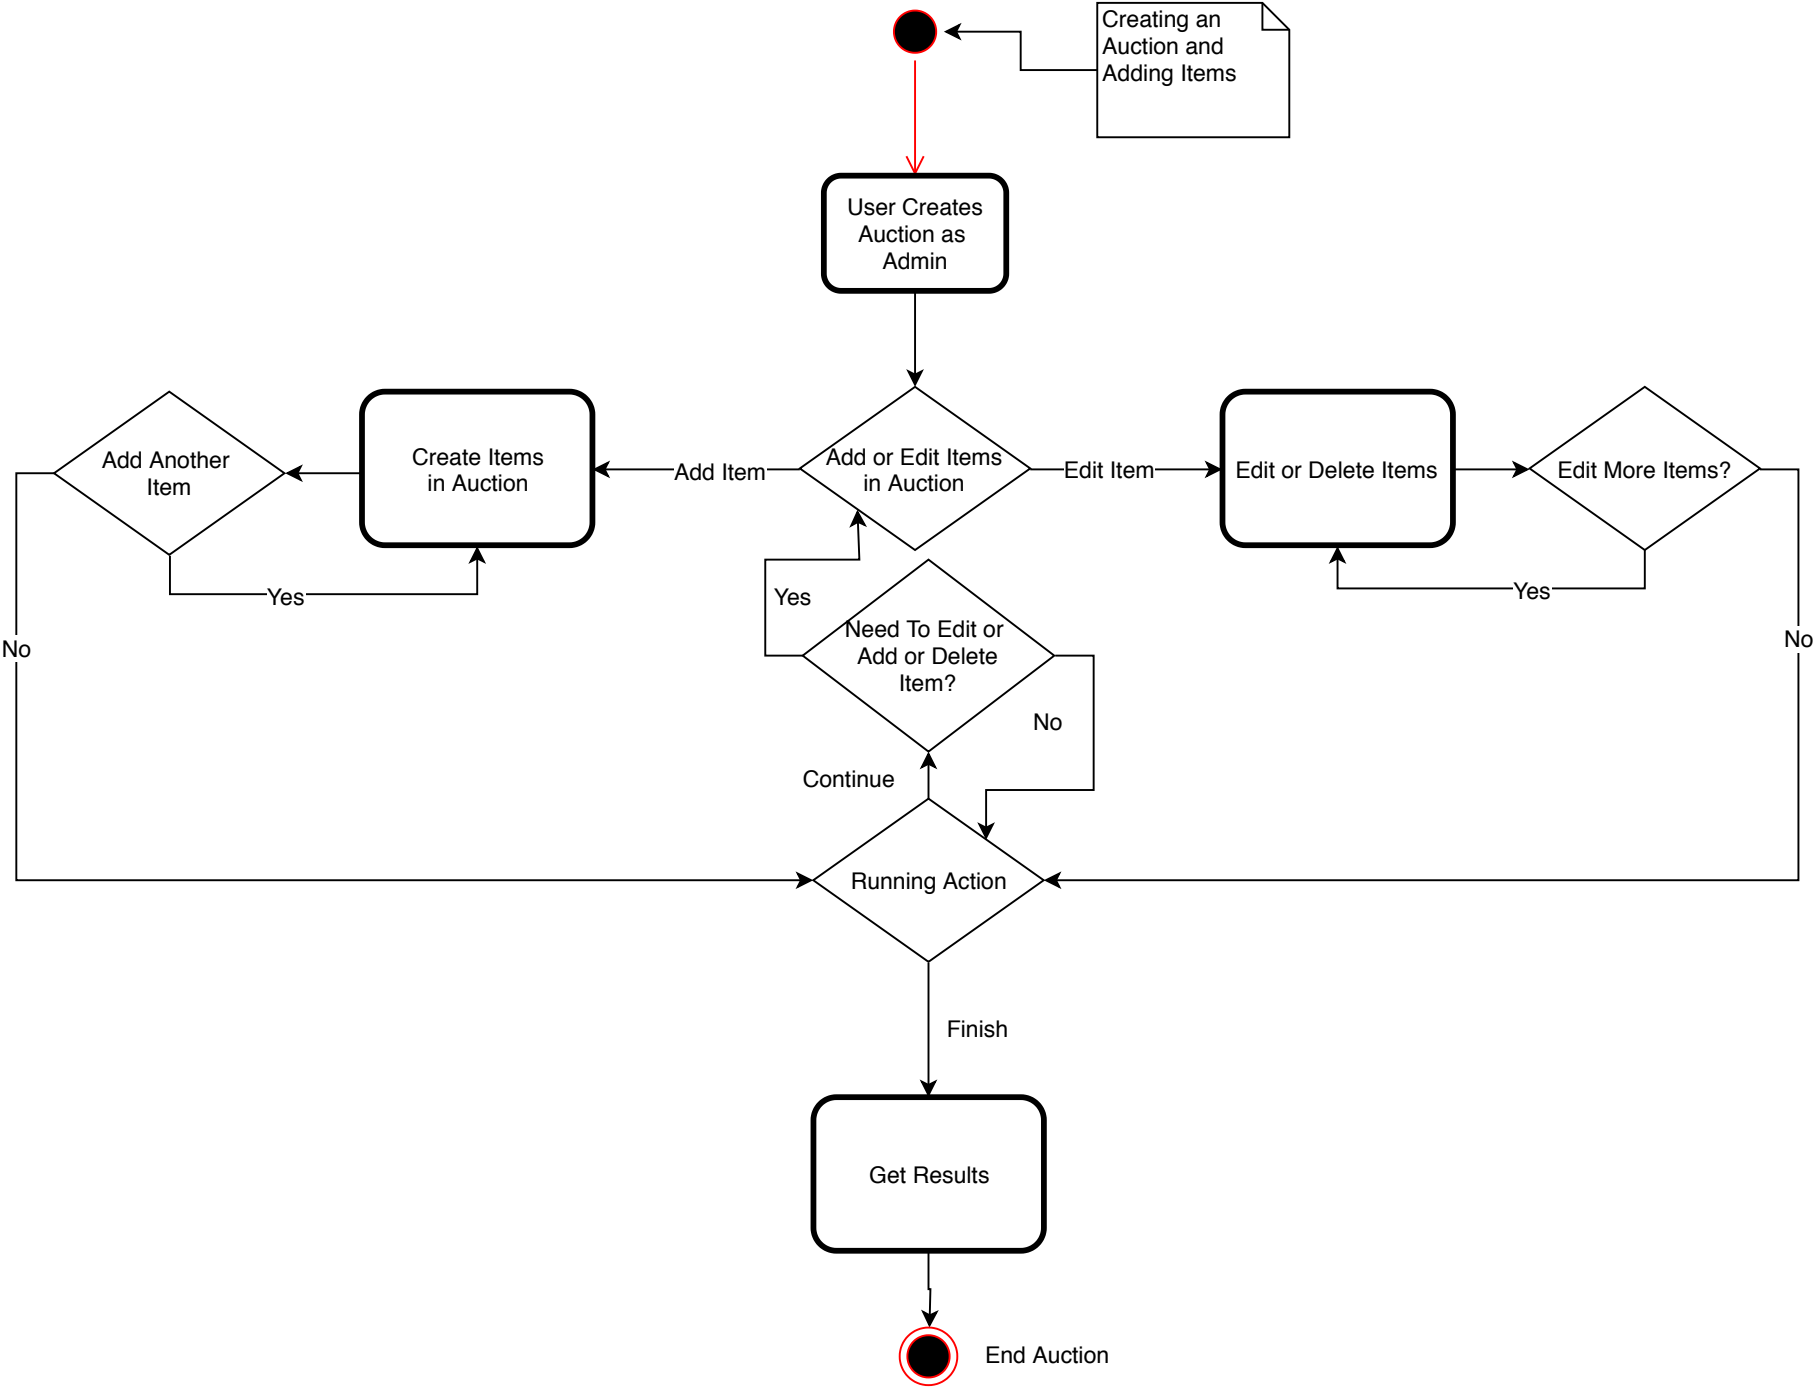 Creating an
Auction and
Adding Items
User Creates
Auction as
Admin
Add Another
Item
Create Items
in Auction
Add Item
Add or Edit Items
in Auction
Edit Item
Edit or Delete Items
Edit More Items?
Yes
Yes
Yes
No
No
Need To Edit or
Add or Delete
Item?
No
Continue
Running Action
Finish
Get Results
End Auction